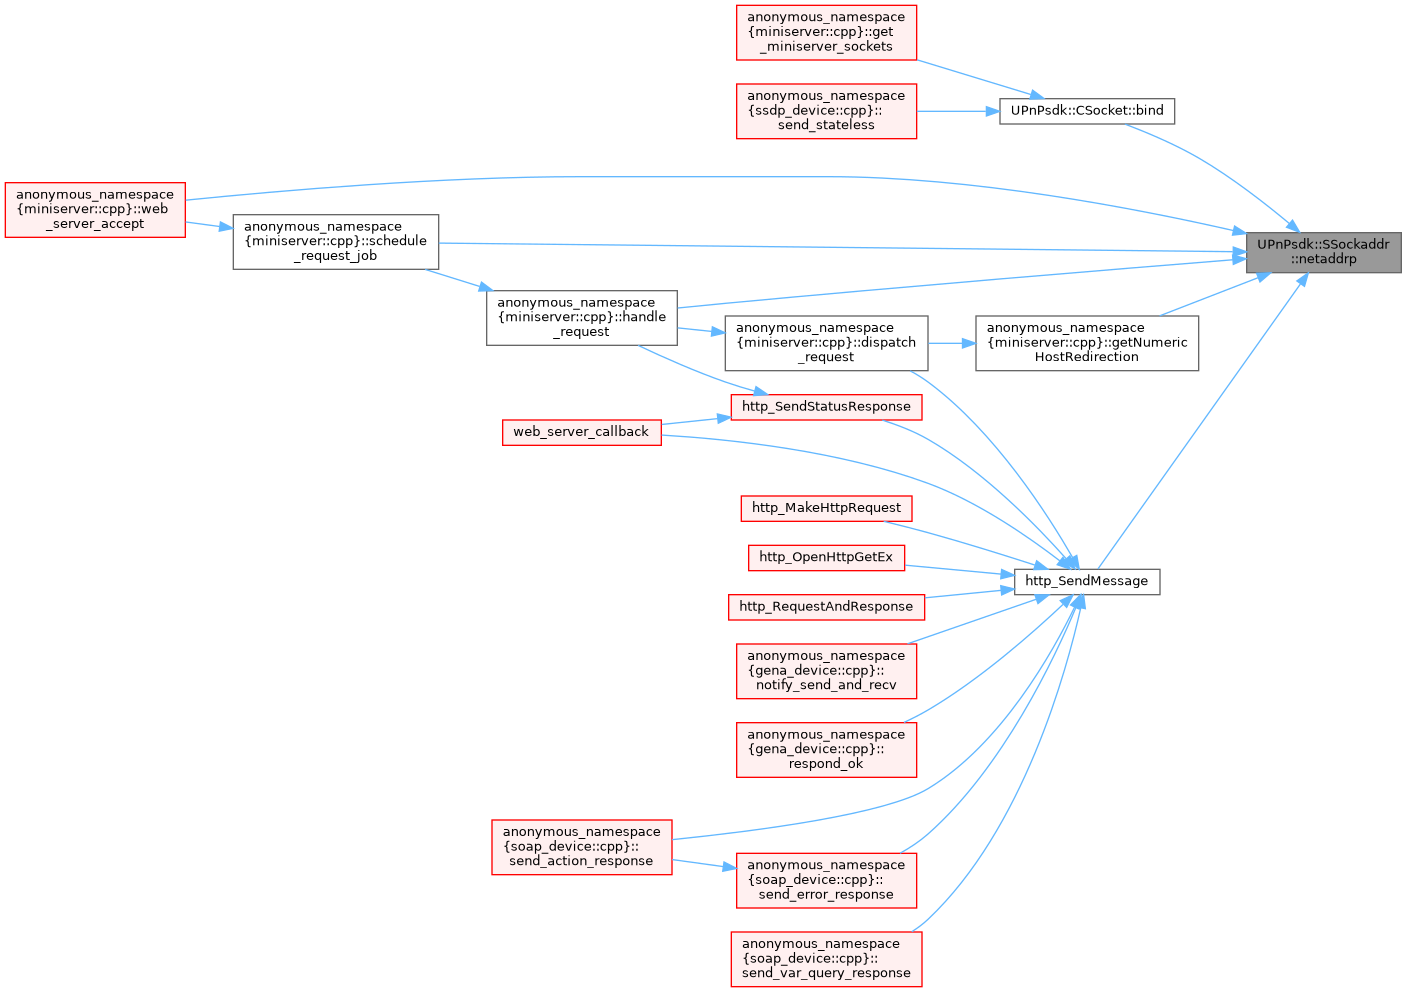 anonymous_namespace
{miniserver::cpp}::get
_miniserver_sockets
anonymous_namespace
{ssdp_device::cpp}::
send_stateless
UPnPsdk::CSocket::bind
anonymous_namespace
{miniserver::cpp}::web
_server_accept
anonymous_namespace
{miniserver::cpp}::schedule
_request_job
UPnPsdk::SSockaddr
::netaddrp
anonymous_namespace
{miniserver::cpp}::handle
_request
anonymous_namespace
{miniserver::cpp}::dispatch
_request
anonymous_namespace
{miniserver::cpp}::getNumeric
HostRedirection
http_SendStatusResponse
web_server_callback
http_MakeHttpRequest
http_OpenHttpGetEx
http_SendMessage
http_RequestAndResponse
anonymous_namespace
{gena_device::cpp}::
notify_send_and_recv
anonymous_namespace
{gena_device::cpp}::
respond_ok
anonymous_namespace
{soap_device::cpp}::
send_action_response
anonymous_namespace
{soap_device::cpp}::
send_error_response
anonymous_namespace
{soap_device::cpp}::
send_var_query_response